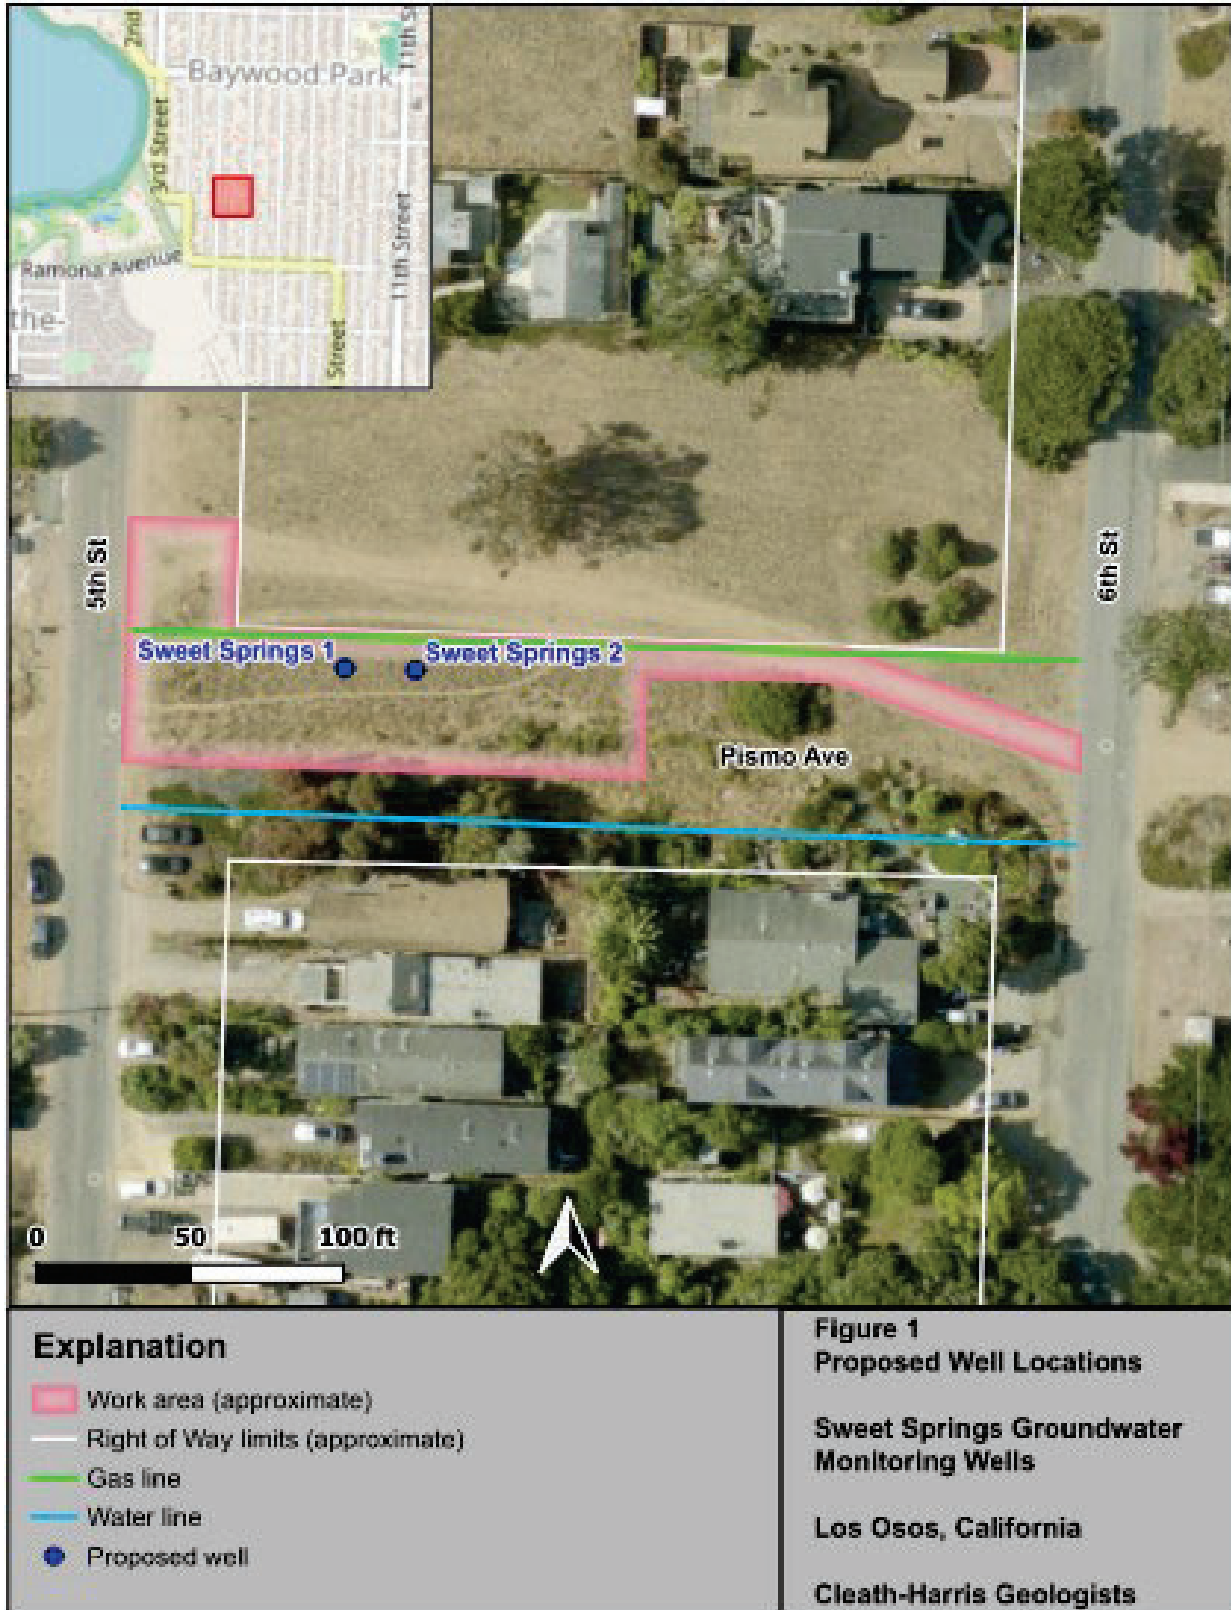 2nd
11th St
Baywood Park
3rd Street
Ramona Avenue
11th Street
the-
Street
5th St
6th St
Sweet Springs 1
Sweet Springs 2
Pismo Ave
0 50 100 ft
Explanation
Work area (approximate)
Right of Way limits (approximate)
Gas line
Water line
Proposed well
Figure 1
Proposed Well Locations
Sweet Springs Groundwater
Monitoring Wells
Los Osos, California
Cleath-Harris Geologists